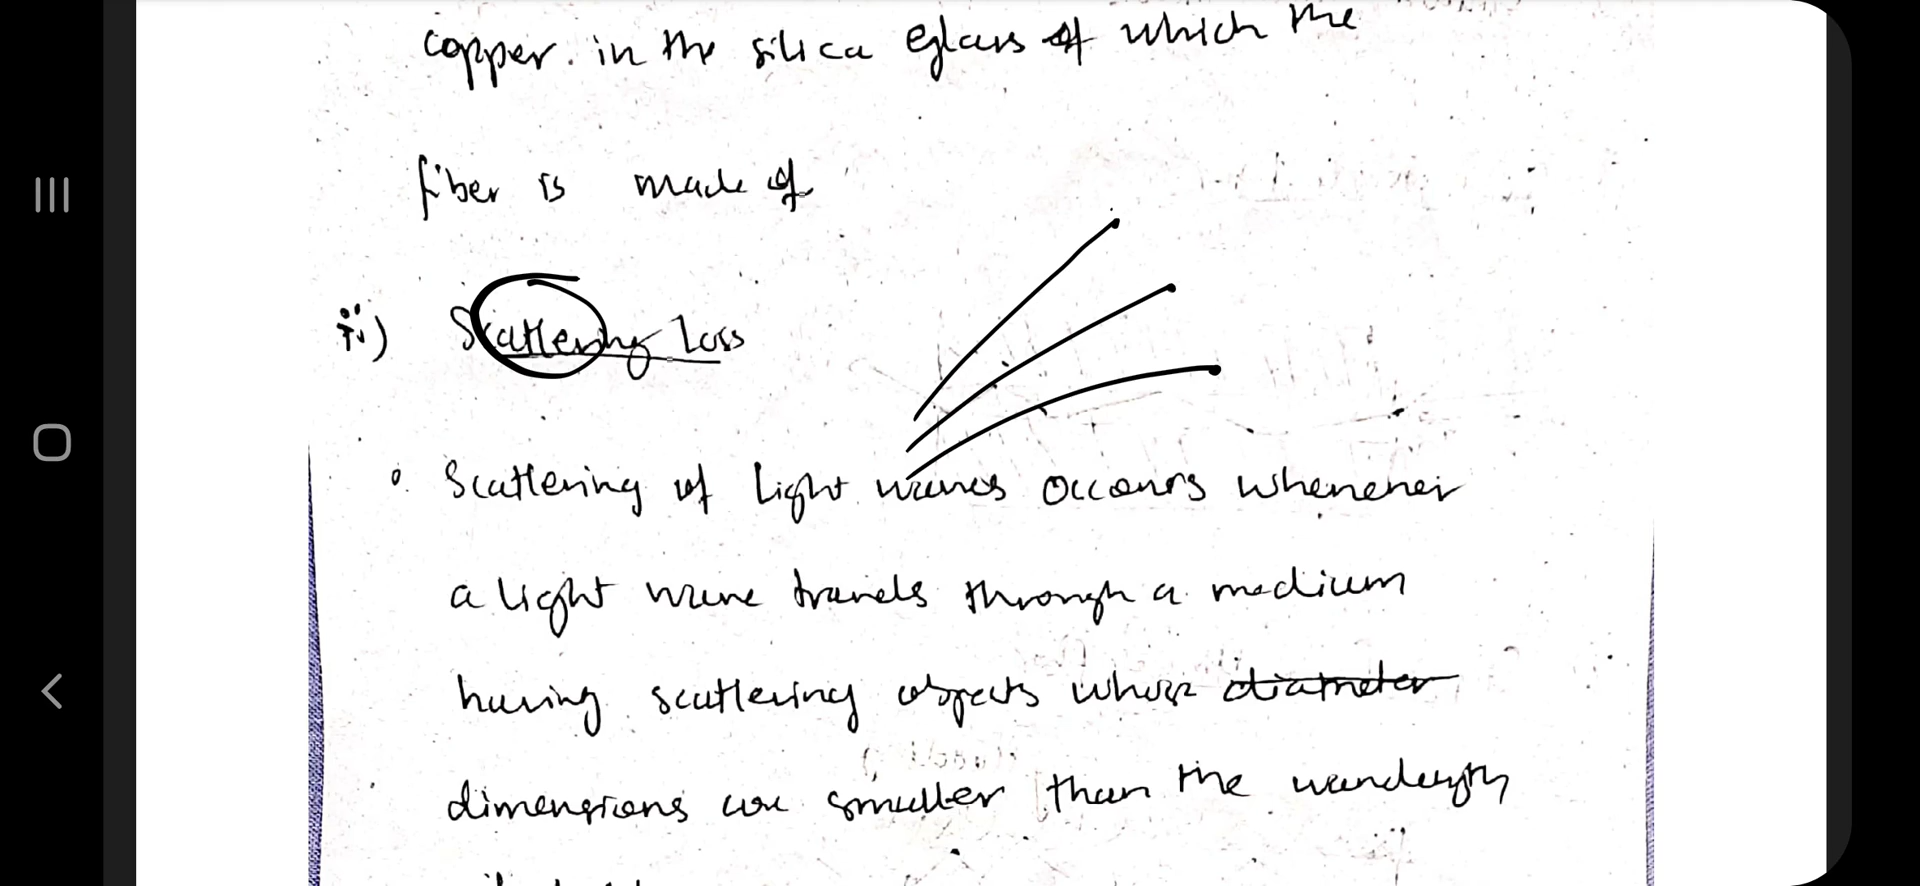 copper. in the silica glass of which the
fiber is made of
ii) Scattering Loss
Scattering of light waves occurs whenever
a light wave travels through a medium
having scattering objects whose diameter
dimensions are smaller than the wavelength